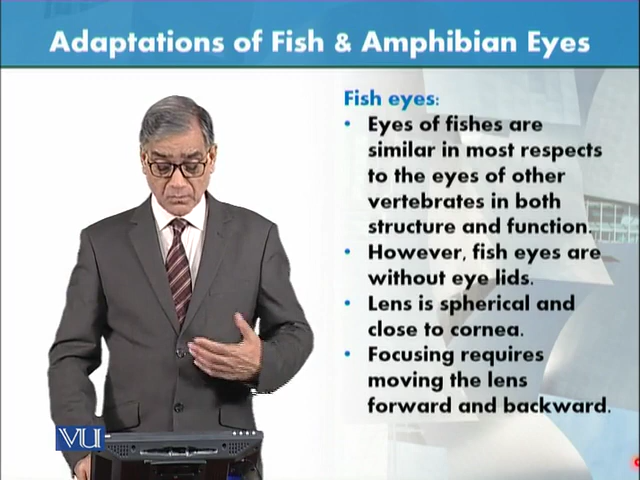 Adaptations of Fish & Amphibian Eyes
Fish eyes:
• Eyes of fishes are
similar in most respects
to the eyes of other
vertebrates in both
structure and function.
• However, fish eyes are
without eye lids.
• Lens is spherical and
close to cornea.
• Focusing requires
moving the lens
forward and backward.
VU